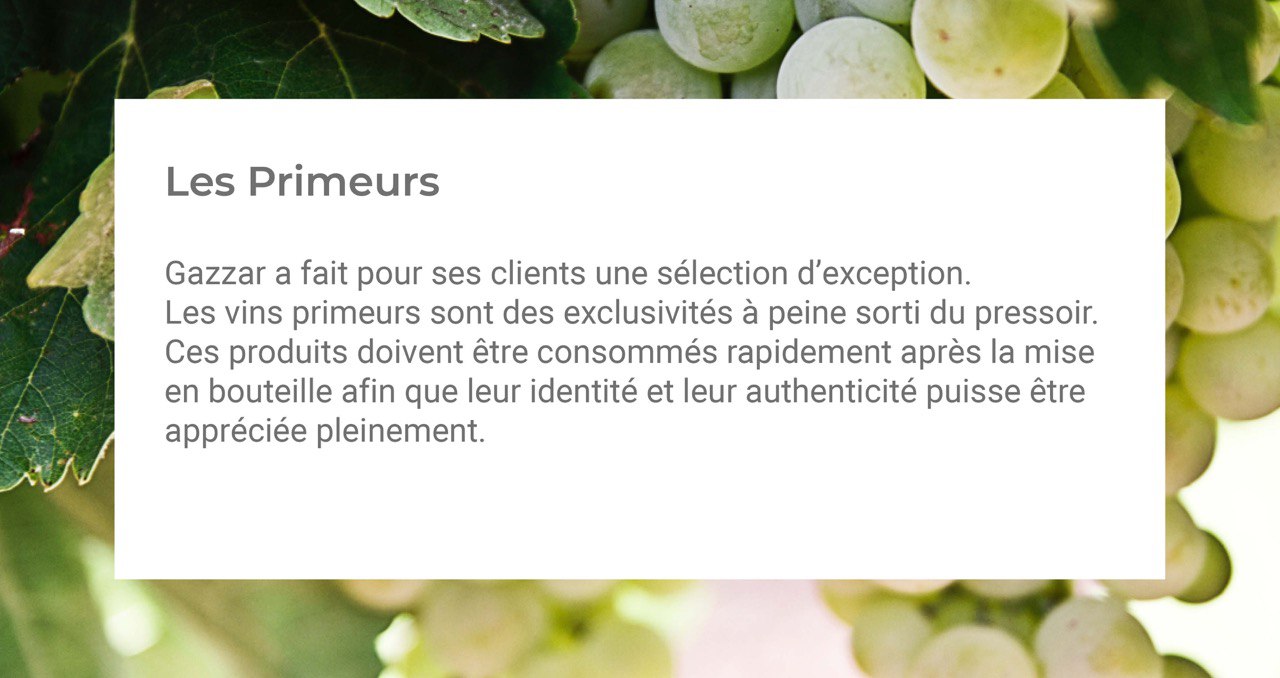 Les Primeurs
Gazzar a fait pour ses clients une sélection d’exception.
Les vins primeurs sont des exclusivités à peine sorti du pressoir.
Ces produits doivent être consommés rapidement après la mise
en bouteille afin que leur identité et leur authenticité puisse être
appréciée pleinement.